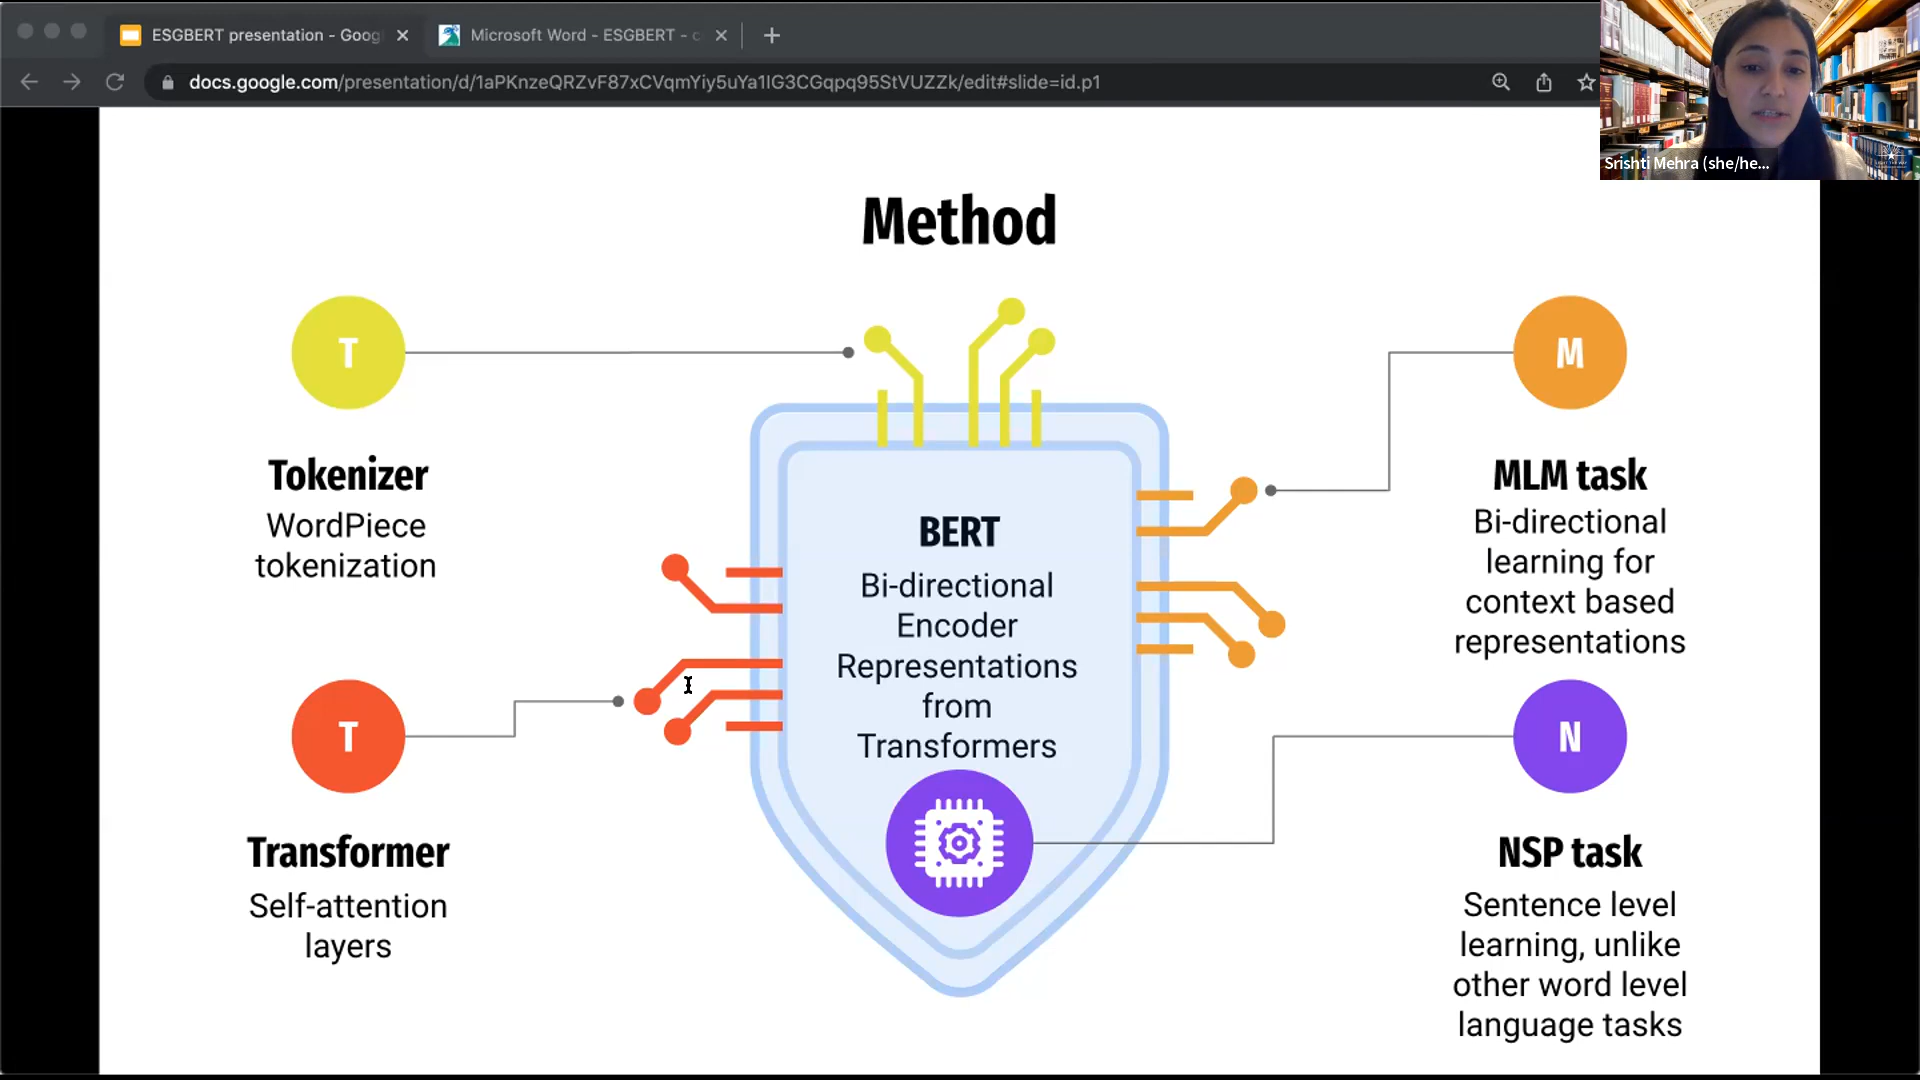 ESGBERT presentation - Goog
Microsoft Word - ESGBERT - c
docs.google.com/presentation/d/1aPKnzeQRZvF87xCVqmYiy5uYa1lG3CGqpq95StVUZZk/edit#slide=id.p1
Srishti Mehra (she/he...
Method
T
Tokenizer
WordPiece
tokenization
T
Transformer
Self-attention
layers
BERT
Bi-directional
Encoder
Representations
from
Transformers
M
MLM task
Bi-directional
learning for
context based
representations
N
NSP task
Sentence level
learning, unlike
other word level
language tasks